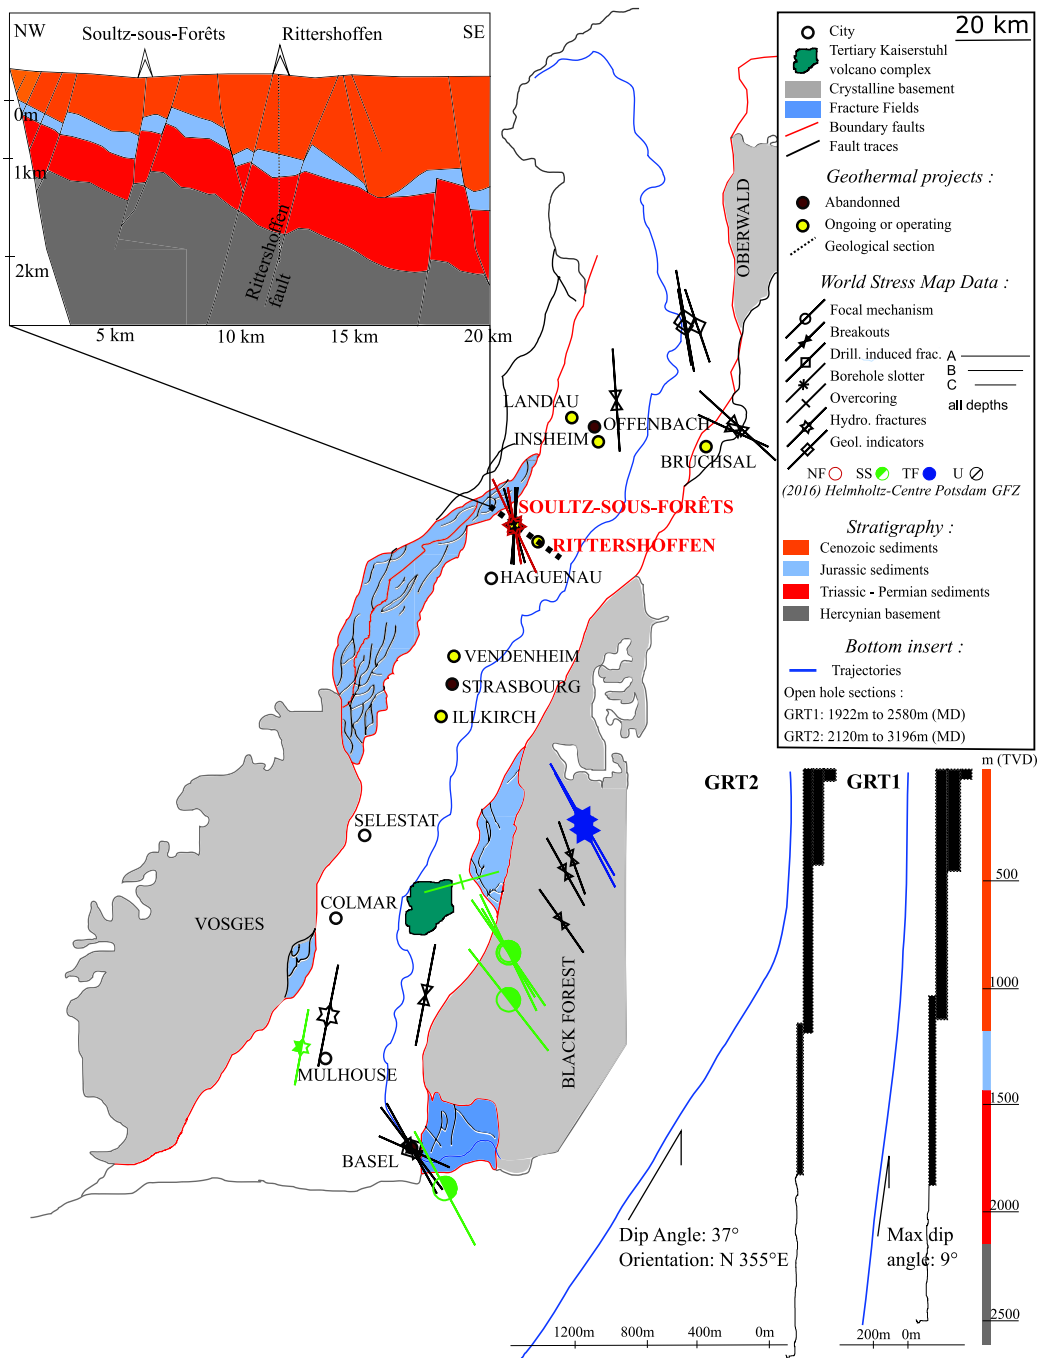 NW
Soultz-sous-Forêts
Rittershoffen
SE
0m
1km
2km
Rittershoffen
fault
5 km
10 km
15 km
20 km
20 km
City
Tertiary Kaiserstuhl
volcano complex
Crystalline basement
Fracture Fields
Boundary faults
Fault traces
Geothermal projects :
Abandonned
Ongoing or operating
Geological section
World Stress Map Data :
Focal mechanism
Breakouts
Drill. induced frac.
Borehole slotter
Overcoring
Hydro. fractures
Geol. indicators
A
B
C
all depths
NF SS TF U
(2016) Helmholtz-Centre Potsdam GFZ
Stratigraphy :
Cenozoic sediments
Jurassic sediments
Triassic - Permian sediments
Hercynian basement
Bottom insert :
Trajectories
Open hole sections :
GRT1: 1922m to 2580m (MD)
GRT2: 2120m to 3196m (MD)
OBERWALD
LANDAU
OFFENBACH
INSHEIM
BRUCHSAL
SOULTZ-SOUS-FORÊTS
RITTERSHOFFEN
HAGUENAU
VENDENHEIM
STRASBOURG
ILLKIRCH
SELESTAT
COLMAR
VOSGES
BLACK FOREST
MULHOUSE
BASEL
m (TVD)
GRT2
GRT1
500
1000
1500
2000
2500
Dip Angle: 37°
Orientation: N 355°E
Max dip
angle: 9°
1200m
800m
400m
0m
200m
0m